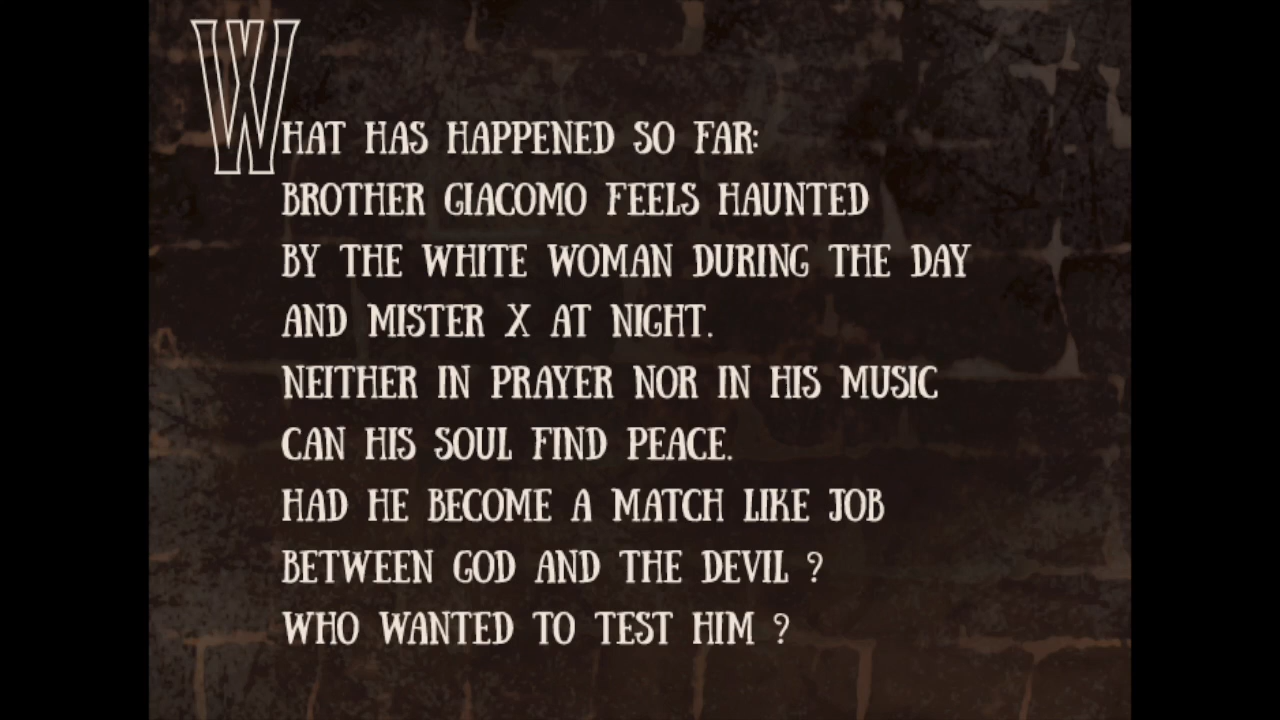 WHAT HAS HAPPENED SO FAR:
BROTHER GIACOMO FEELS HAUNTED
BY THE WHITE WOMAN DURING THE DAY
AND MISTER X AT NIGHT.
NEITHER IN PRAYER NOR IN HIS MUSIC
CAN HIS SOUL FIND PEACE.
HAD HE BECOME A MATCH LIKE JOB
BETWEEN GOD AND THE DEVIL ?
WHO WANTED TO TEST HIM ?